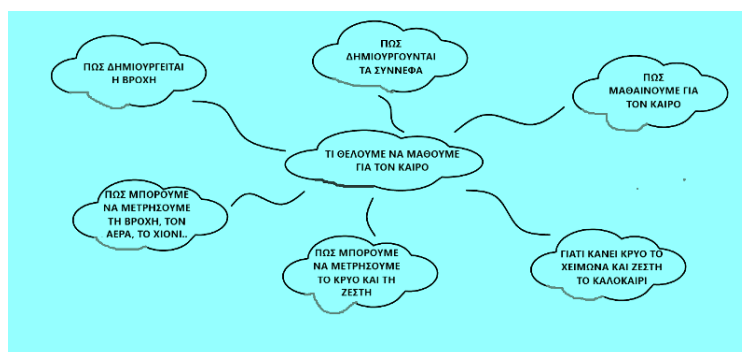 ΠΩΣ ΔΗΜΙΟΥΡΓΕΙΤΑΙ
Η ΒΡΟΧΗ
ΠΩΣ
ΔΗΜΙΟΥΡΓΟΥΝΤΑΙ
ΤΑ ΣΥΝΝΕΦΑ
ΠΩΣ
ΜΑΘΑΙΝΟΥΜΕ ΓΙΑ
ΤΟΝ ΚΑΙΡΟ
ΤΙ ΘΕΛΟΥΜΕ ΝΑ ΜΑΘΟΥΜΕ
ΓΙΑ ΤΟΝ ΚΑΙΡΟ
ΠΩΣ ΜΠΟΡΟΥΜΕ
ΝΑ ΜΕΤΡΗΣΟΥΜΕ
ΤΗ ΒΡΟΧΗ, ΤΟΝ
ΑΕΡΑ, ΤΟ ΧΙΟΝΙ..
ΠΩΣ ΜΠΟΡΟΥΜΕ
ΝΑ ΜΕΤΡΗΣΟΥΜΕ
ΤΟ ΚΡΥΟ ΚΑΙ ΤΗ
ΖΕΣΤΗ
ΓΙΑΤΙ ΚΑΝΕΙ ΚΡΥΟ ΤΟ
ΧΕΙΜΩΝΑ ΚΑΙ ΖΕΣΤΗ
ΤΟ ΚΑΛΟΚΑΙΡΙ